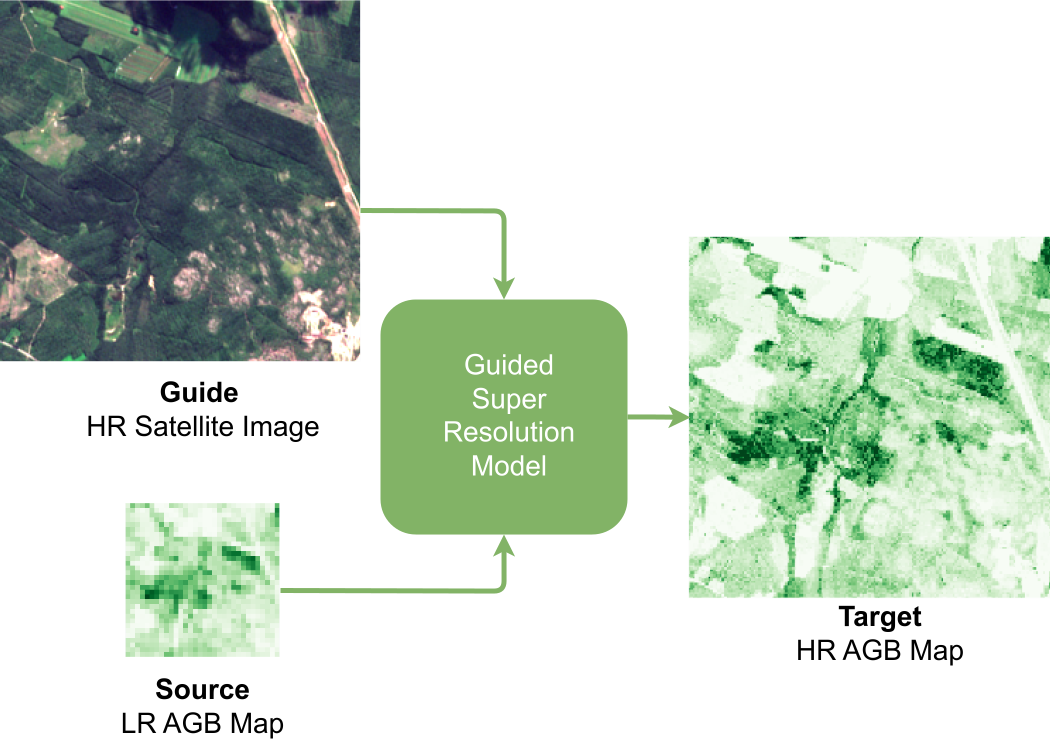 Guide
HR Satellite Image
Guided
Super
Resolution
Model
Source
LR AGB Map
Target
HR AGB Map